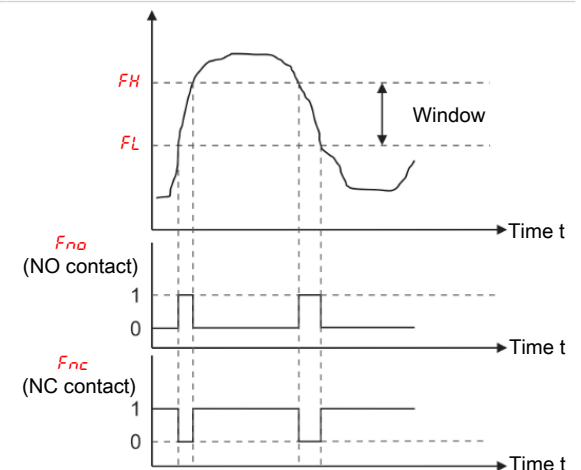 FH
Window
FL
Time t
Fno
(NO contact)
1
0
Time t
Fnc
(NC contact)
1
0
Time t